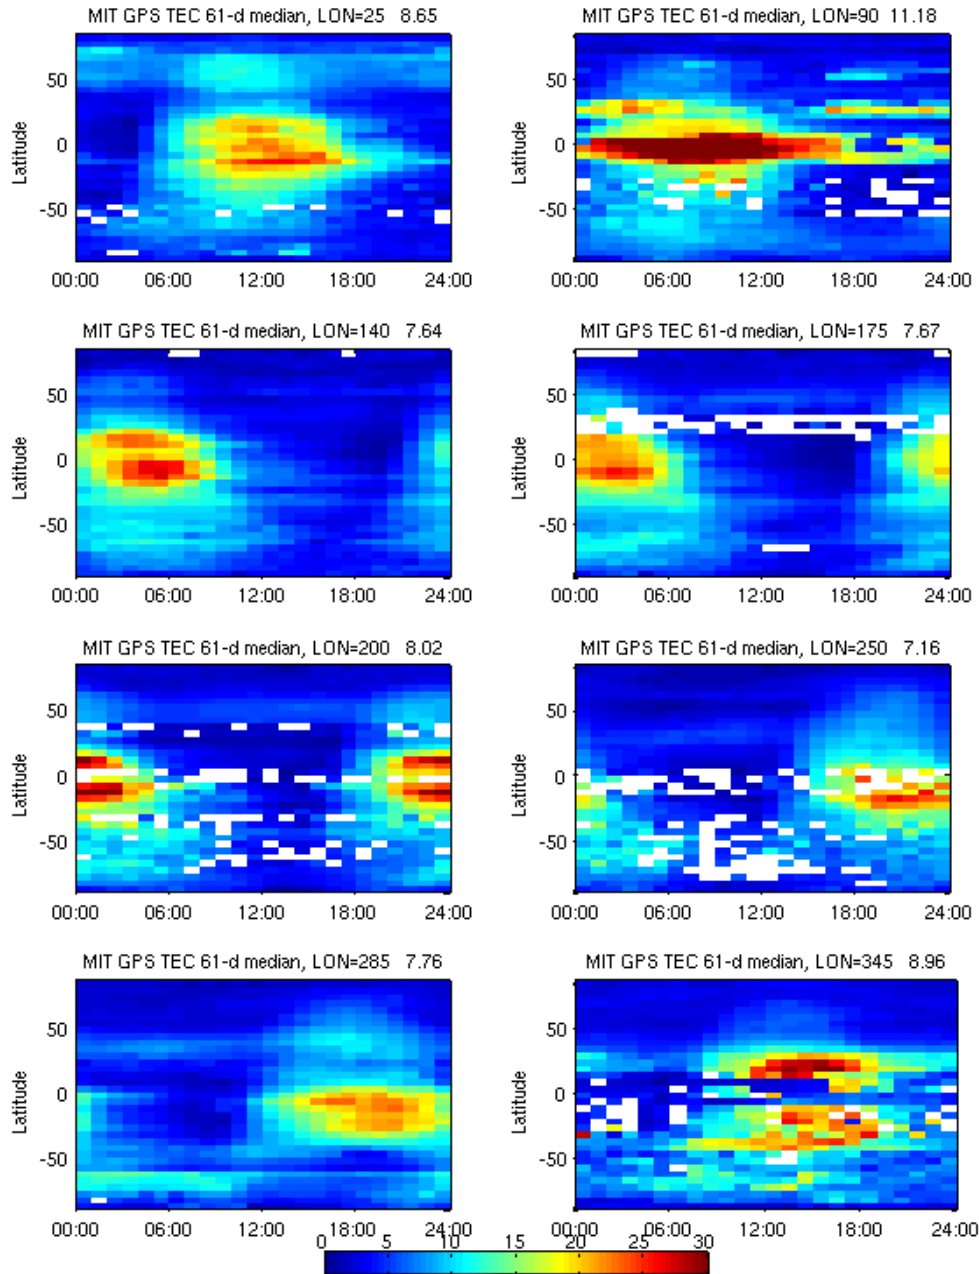 MIT GPS TEC 61-d median, LON=25 8.65
Latitude
50
0
-50
00:00 06:00 12:00 18:00 24:00
MIT GPS TEC 61-d median, LON=90 11.18
Latitude
50
0
-50
00:00 06:00 12:00 18:00 24:00
MIT GPS TEC 61-d median, LON=140 7.64
Latitude
50
0
-50
00:00 06:00 12:00 18:00 24:00
MIT GPS TEC 61-d median, LON=175 7.67
Latitude
50
0
-50
00:00 06:00 12:00 18:00 24:00
MIT GPS TEC 61-d median, LON=200 8.02
Latitude
50
0
-50
00:00 06:00 12:00 18:00 24:00
MIT GPS TEC 61-d median, LON=250 7.16
Latitude
50
0
-50
00:00 06:00 12:00 18:00 24:00
MIT GPS TEC 61-d median, LON=285 7.76
Latitude
50
0
-50
00:00 06:00 12:00 18:00 24:00
MIT GPS TEC 61-d median, LON=345 8.96
Latitude
50
0
-50
00:00 06:00 12:00 18:00 24:00
0 5 10 15 20 25 30